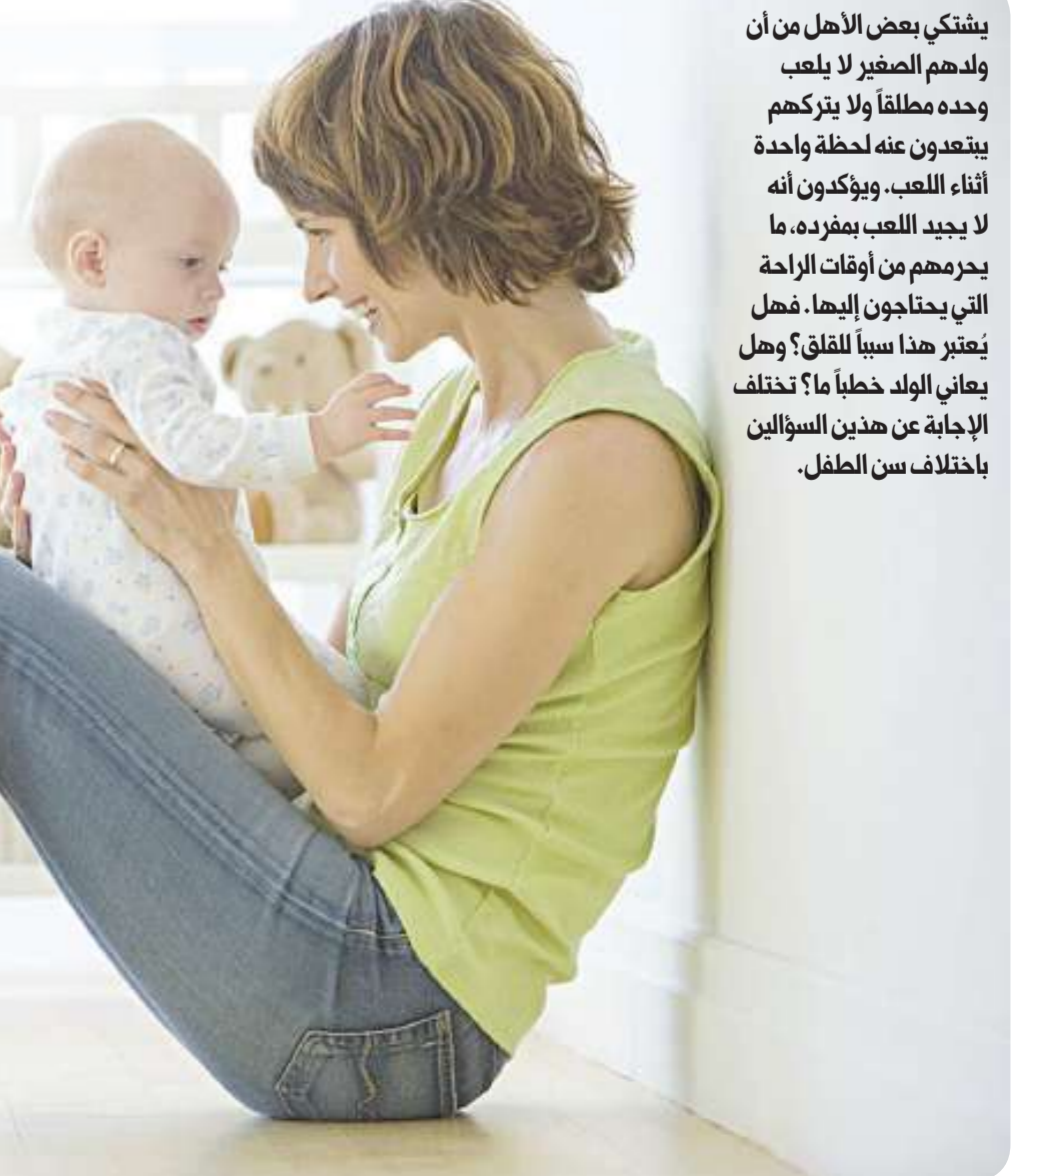 يشتكي بعض الأهل من أن
ولدهم الصغير لا يلعب
وحده مطلقاً ولا يتركهم
يبتعدون عنه لحظة واحدة
أثناء اللعب. ويؤكدون أنه
لا يجيد اللعب بمفرده، ما
يحرمهم من أوقات الراحة
التي يحتاجون إليها. فهل
يُعتبر هذا سبباً للقلق؟ وهل
يعاني الولد خطباً ما؟ تختلف
الإجابة عن هذين السؤالين
باختلاف سن الطفل.